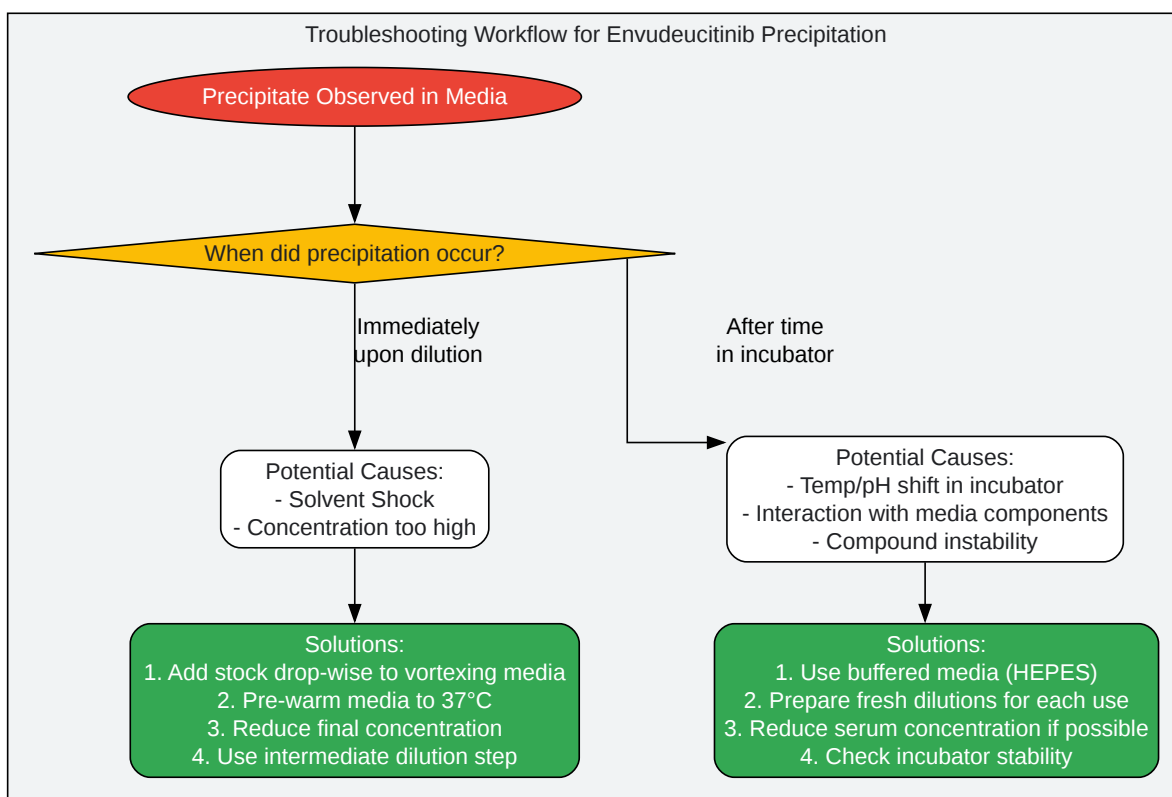 Troubleshooting Workflow for Envudeucitinib Precipitation
Precipitate Observed in Media
When did precipitation occur?
Immediately
upon dilution
After time
in incubator
Potential Causes:
- Solvent Shock
- Concentration too high
Potential Causes:
- Temp/pH shift in incubator
- Interaction with media components
- Compound instability
Solutions:
1. Add stock drop-wise to vortexing media
2. Pre-warm media to 37°C
3. Reduce final concentration
4. Use intermediate dilution step
Solutions:
1. Use buffered media (HEPES)
2. Prepare fresh dilutions for each use
3. Reduce serum concentration if possible
4. Check incubator stability